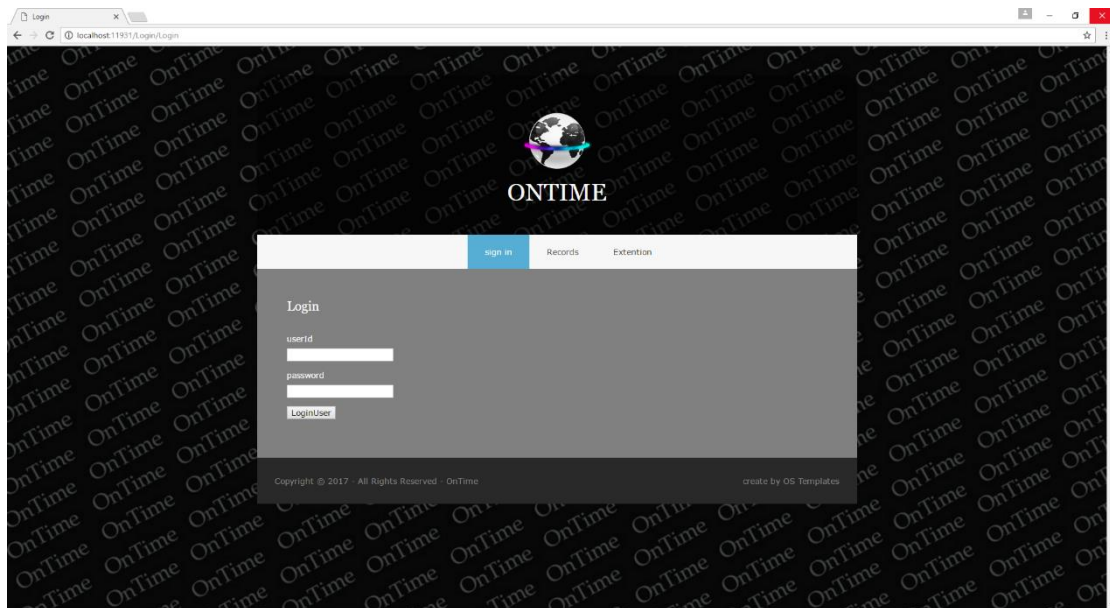 Login
localhost:11931/Login/Login
ONTIME
sign in Records Extention
Login
userId
password
LoginUser
Copyright © 2017 - All Rights Reserved - OnTime create by OS Templates
OnTime